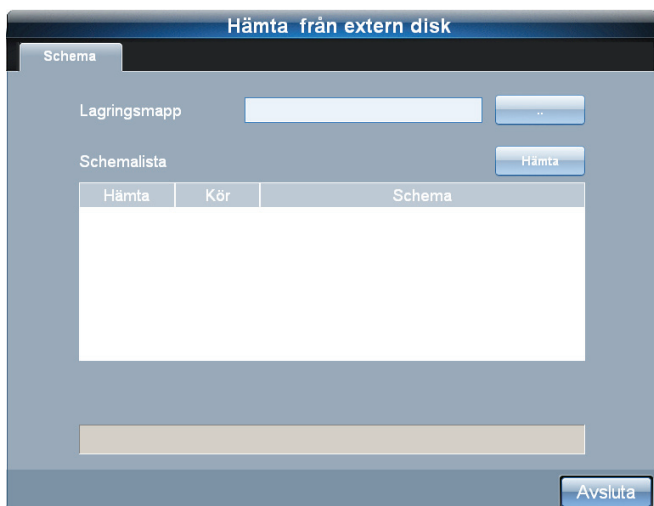 Hämta från extern disk
Schema
Lagringsmapp ..
Schemalista Hämta
Hämta Kör Schema
Avsluta